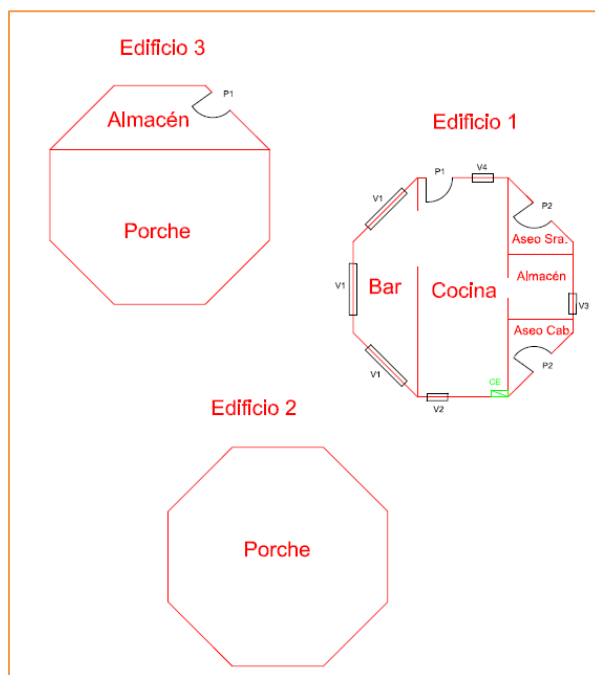 Edificio 3
P1
Almacén
Porche
Edificio 1
P1
V4
V1
P2
Aseo Sra.
Almacén
V1
Bar
Cocina
V3
Aseo Cab.
V1
P2
CE
V2
Edificio 2
Porche